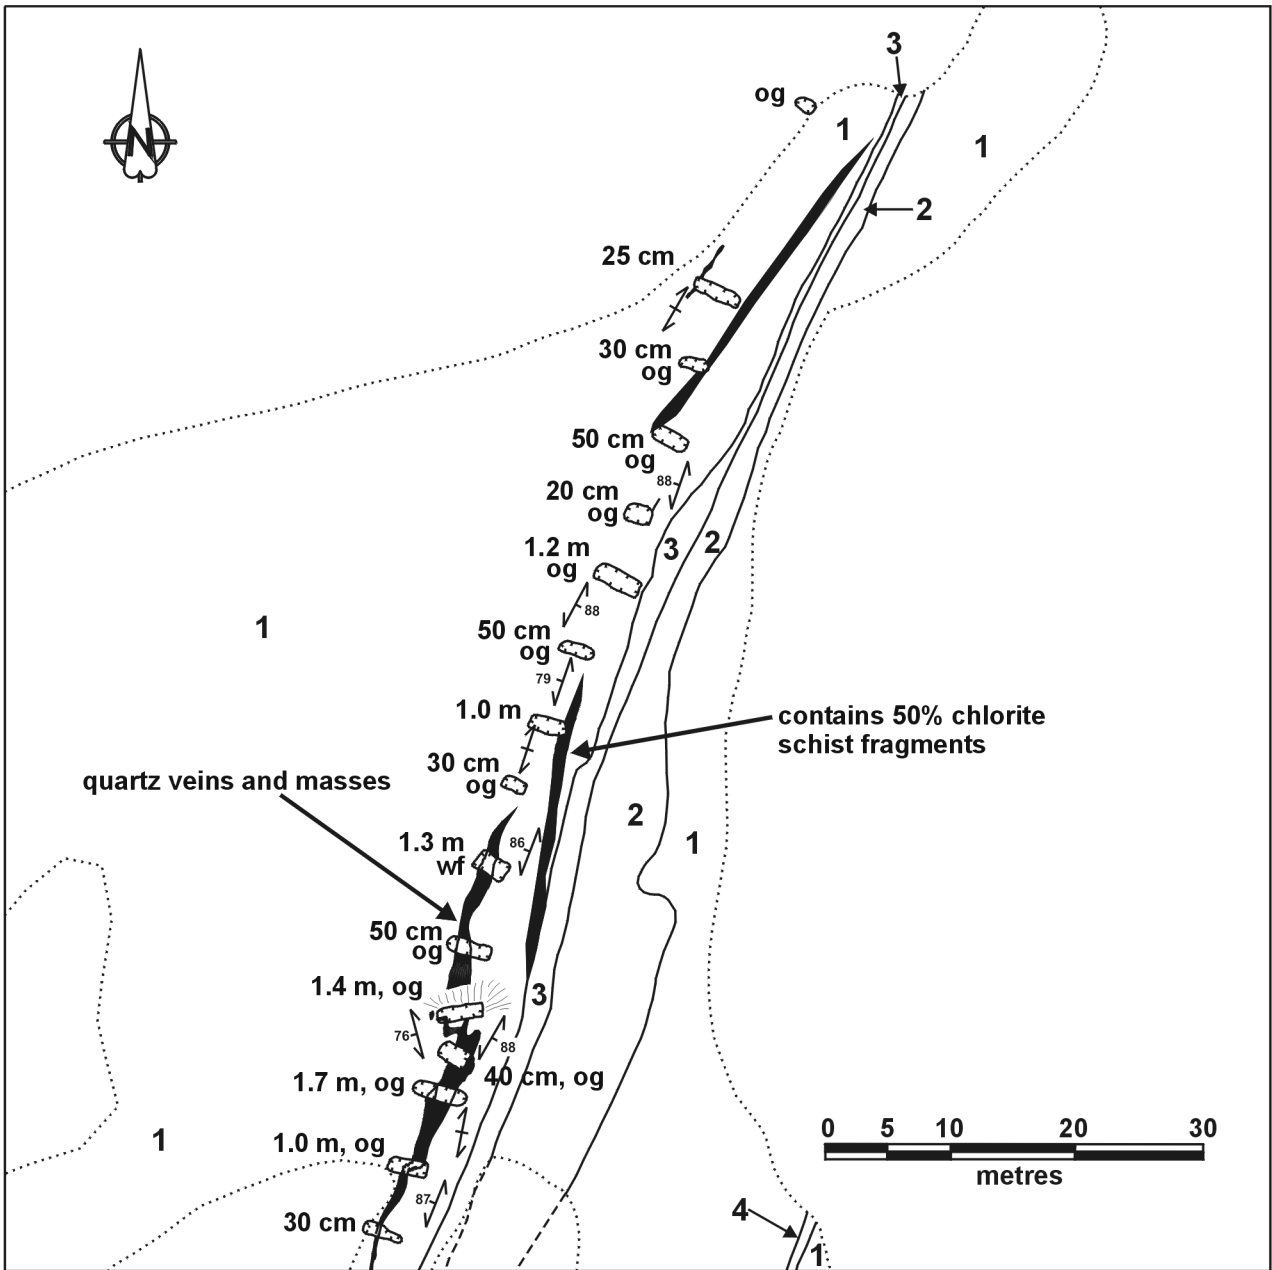 3
og
1
1
N
2
25 cm
30 cm
og
50 cm
og
88
20 cm
og
3
2
1.2 m
og
88
1
50 cm
og
79
1.0 m
contains 50% chlorite
schist fragments
30 cm
og
quartz veins and masses
2
1
1.3 m
wf
86
50 cm
og
1.4 m, og
3
76
88
40 cm, og
1.7 m, og
0 5 10 20 30
metres
1
1.0 m, og
87
30 cm
4
1